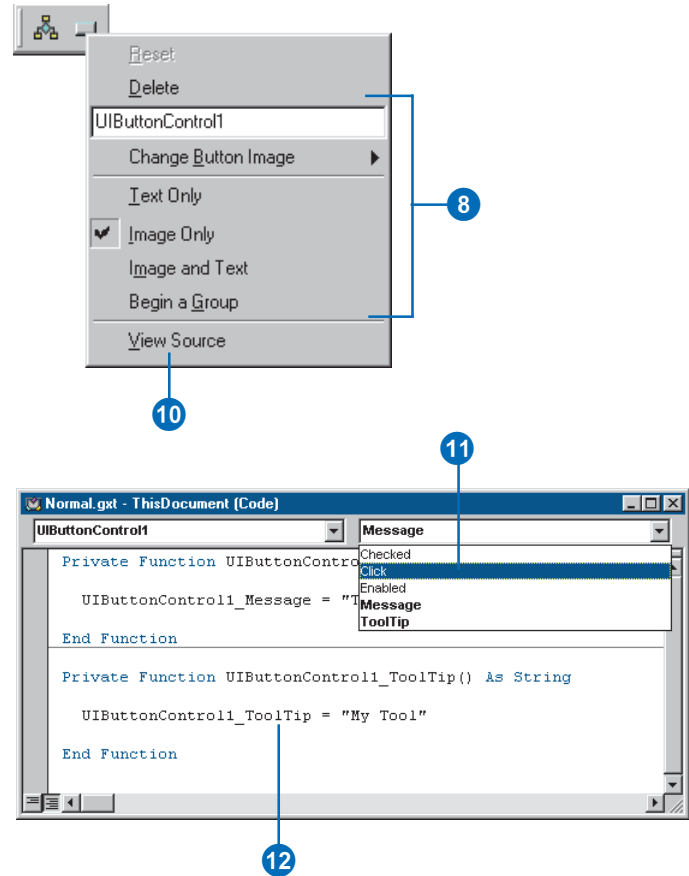 Reset
Delete
UIButtonControl1
Change Button Image
Text Only
Image Only
Image and Text
Begin a Group
View Source
8
10
11
Normal.gxt - ThisDocument (Code)
UIButtonControl1 Message
Private Function UIButtonContro
Checked
Click
Enabled
Message
ToolTip
UIButtonControl1_Message = "T
End Function
Private Function UIButtonControl1_ToolTip() As String
UIButtonControl1_ToolTip = "My Tool"
End Function
12